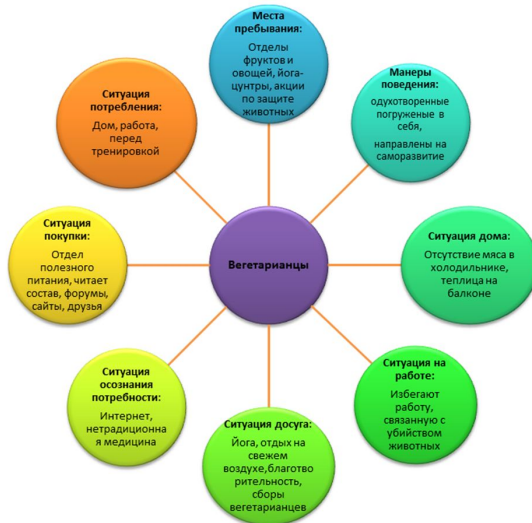 Места
пребывания:
Отделы
фруктов и
овощей, йога-
цунтры, акции
по защите
животных
Манеры
поведения:
одухотворенные
погруженые в
себя,
направлены на
саморазвитие
Ситуация дома:
Отсутствие мяса в
холодильнике,
теплица на
балконе
Ситуация на
работе:
Избегают
работу,
связанную с
убийством
животных
Ситуация досуга:
Йога, отдых на
свежем
воздухе,благотво
рительность,
сборы
вегетарианцев
Ситуация
осознания
потребности:
Интернет,
нетрадиционна
я медицина
Ситуация
покупки:
Отдел
полезного
питания, читает
состав, форумы,
сайты, друзья
Ситуация
потребления:
Дом, работа,
перед
тренировкой
Вегетарианцы